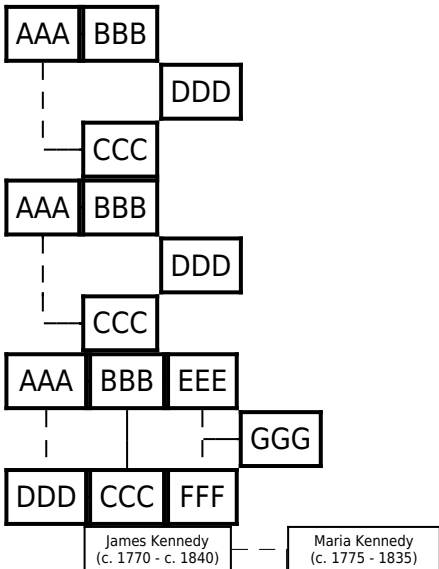 AAA BBB
DDD
CCC
AAA BBB
DDD
CCC
AAA BBB EEE
GGG
DDD CCC FFF
James Kennedy Maria Kennedy
(c. 1770 - c. 1840) (c. 1775 - 1835)